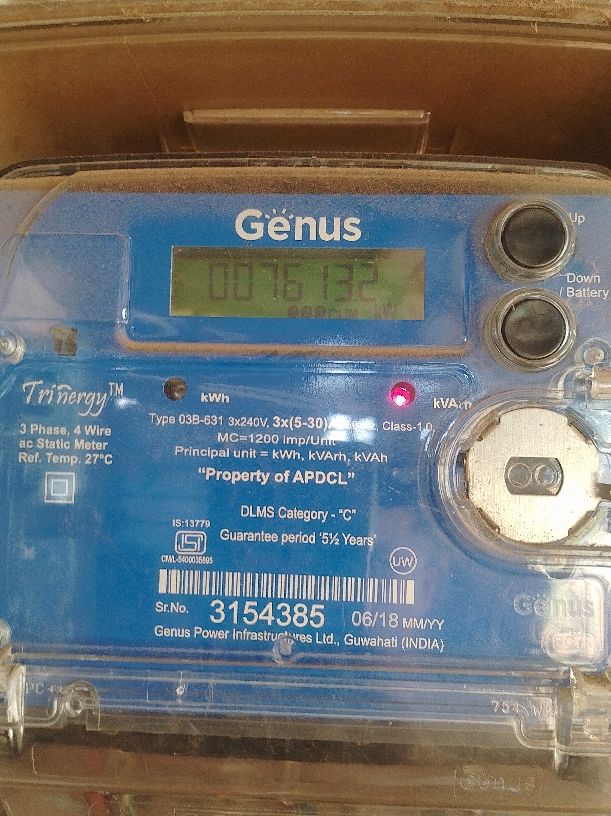 Genus
Up
Down
/ Battery
Trinergy™
kWh
3 Phase, 4 Wire
ac Static Meter
Ref. Temp. 27°C
Type 03B-631 3x240V, 3x(5-30) Class-1.0,
MC=1200 imp/Unit
Principal unit = kWh, kVArh, kVAh
"Property of APDCL"
DLMS Category - "C"
IS:13779
Guarantee period '5½ Years'
UW
Sr.No. 3154385 06/18 MM/YY
Genus Power Infrastructures Ltd., Guwahati (INDIA)
Genus
Genus